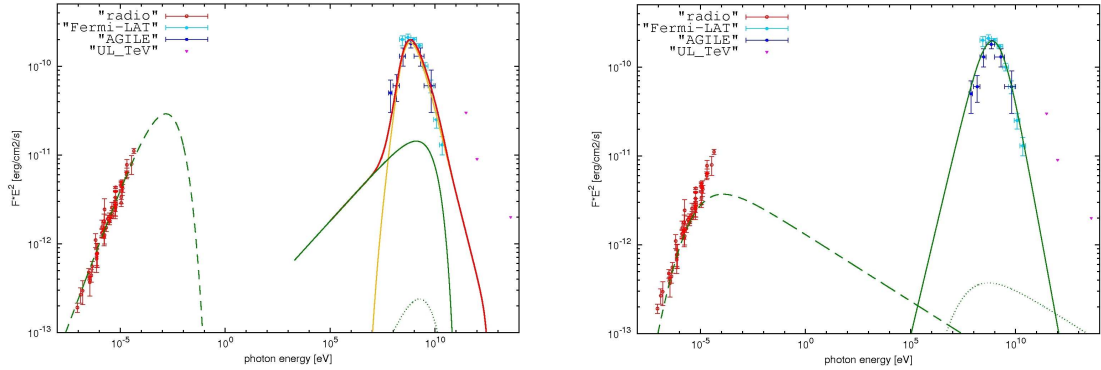 "radio"
"Fermi-LAT"
"AGILE"
"UL_TeV"
10^-10
10^-11
10^-12
10^-13
F*E^2 [erg/cm2/s]
10^-5 10^0 10^5 10^10
photon energy [eV]
"radio"
"Fermi-LAT"
"AGILE"
"UL_TeV"
10^-10
10^-11
10^-12
10^-13
F*E^2 [erg/cm2/s]
10^-5 10^0 10^5 10^10
photon energy [eV]